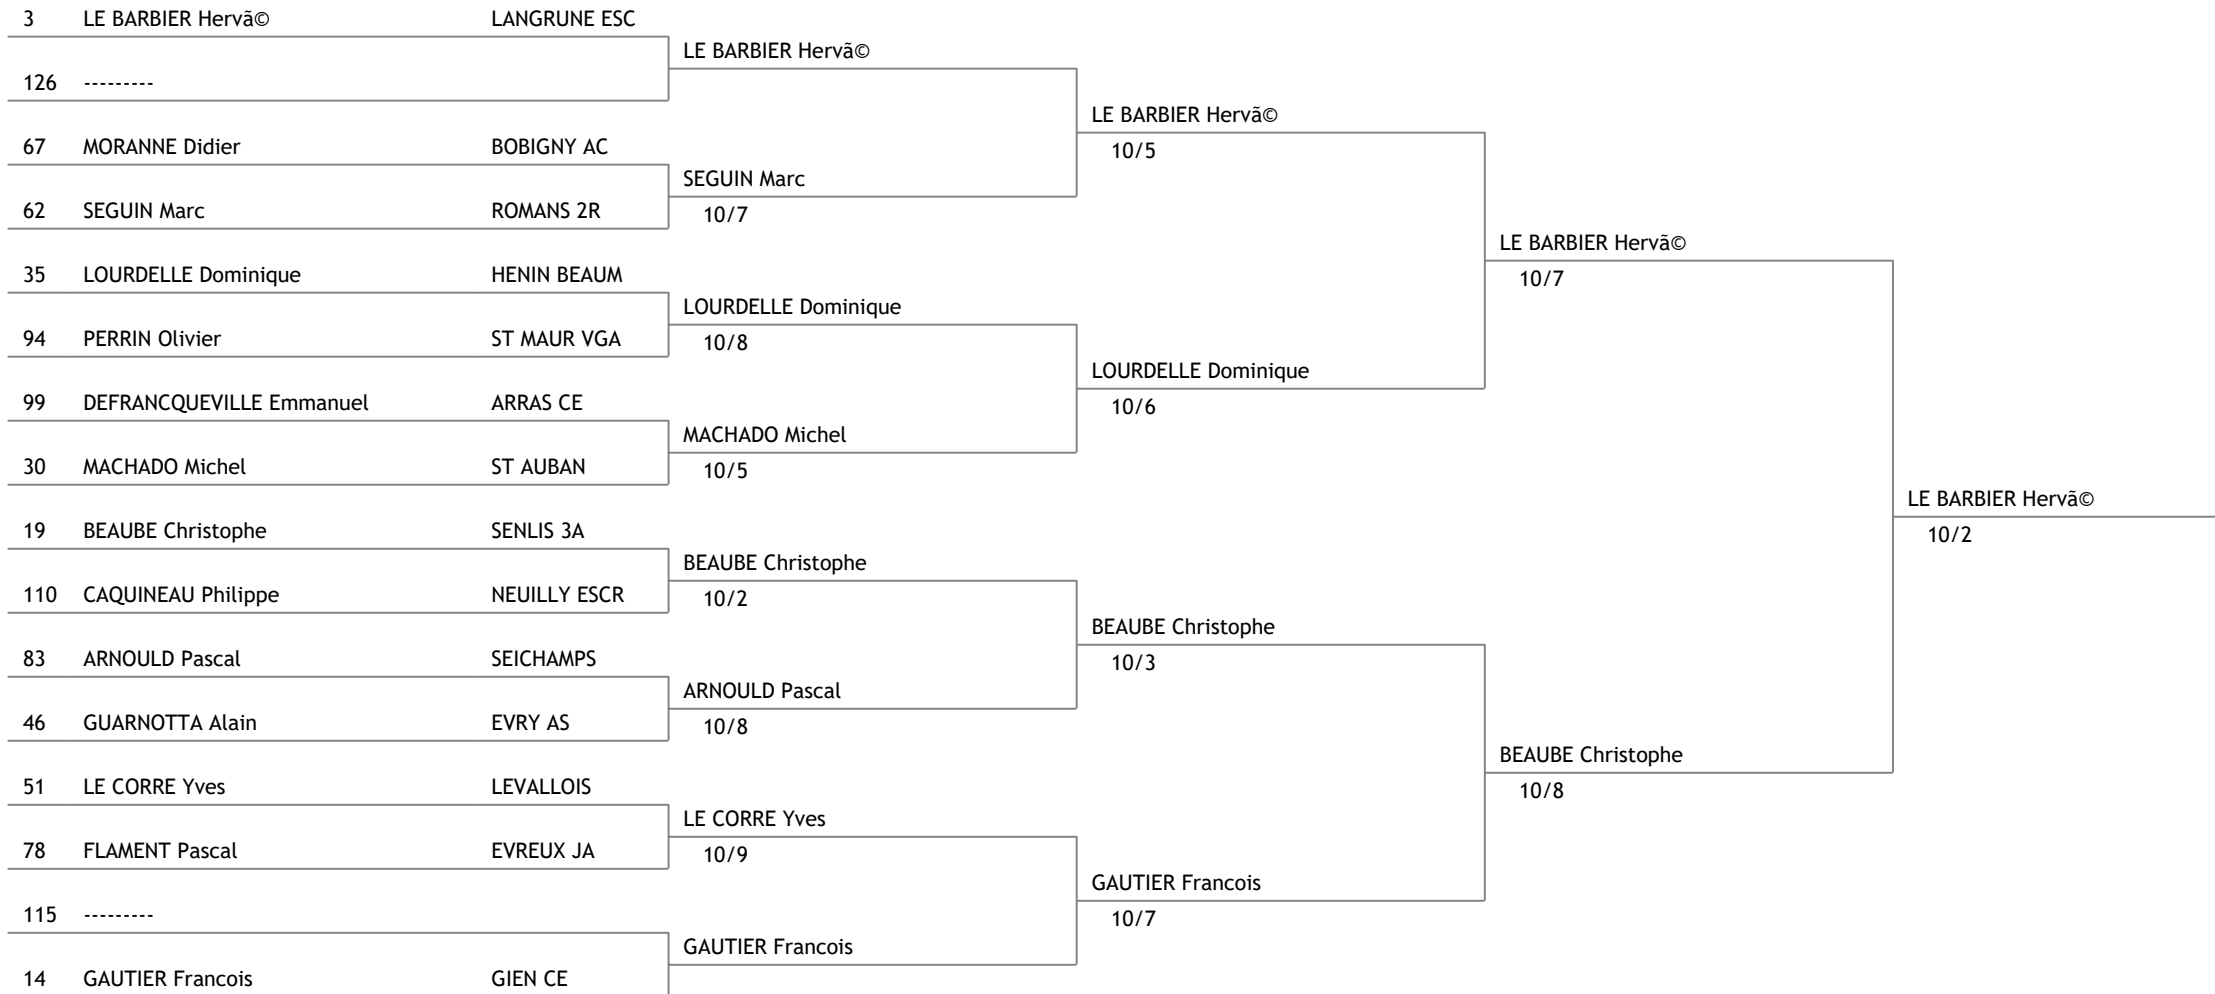 3 LE BARBIER Hervã© LANGRUNE ESC
LE BARBIER Hervã©
126 ---------
LE BARBIER Hervã©
67 MORANNE Didier BOBIGNY AC
10/5
SEGUIN Marc
62 SEGUIN Marc ROMANS 2R
10/7
LE BARBIER Hervã©
35 LOURDELLE Dominique HENIN BEAUM
10/7
LOURDELLE Dominique
94 PERRIN Olivier ST MAUR VGA
10/8
LOURDELLE Dominique
99 DEFRANCQUEVILLE Emmanuel ARRAS CE
10/6
MACHADO Michel
30 MACHADO Michel ST AUBAN
10/5
LE BARBIER Hervã©
19 BEAUBE Christophe SENLIS 3A
10/2
BEAUBE Christophe
110 CAQUINEAU Philippe NEUILLY ESCR
10/2
BEAUBE Christophe
83 ARNOULD Pascal SEICHAMPS
10/3
ARNOULD Pascal
46 GUARNOTTA Alain EVRY AS
10/8
BEAUBE Christophe
51 LE CORRE Yves LEVALLOIS
10/8
LE CORRE Yves
78 FLAMENT Pascal EVREUX JA
10/9
GAUTIER Francois
115 ---------
10/7
GAUTIER Francois
14 GAUTIER Francois GIEN CE